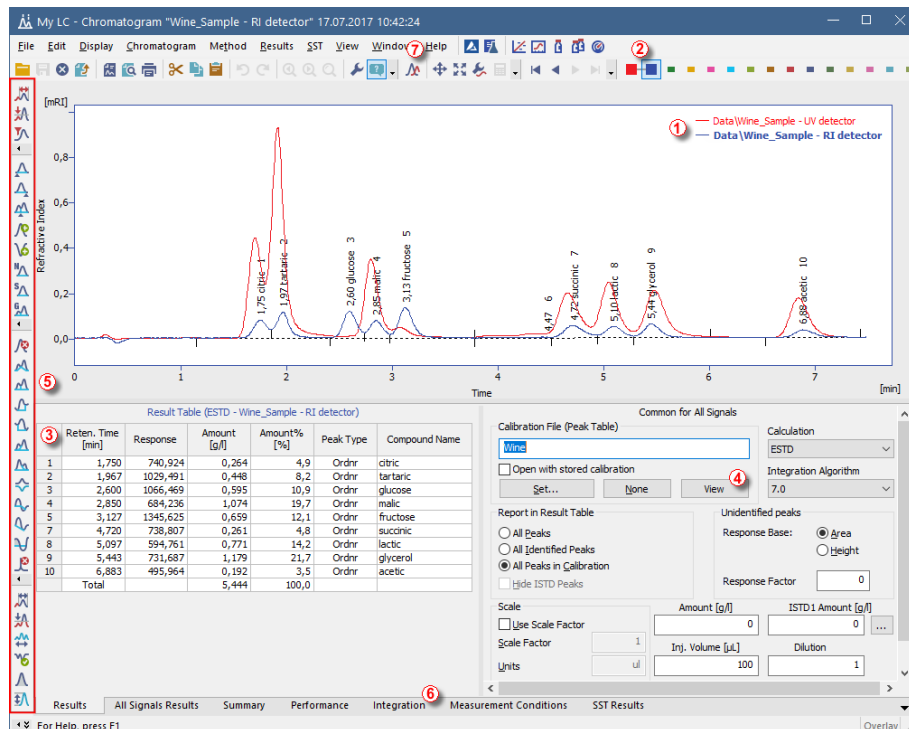 My LC - Chromatogram "Wine_Sample - RI detector" 17.07.2017 10:42:24
File Edit Display Chromatogram Method Results SST View Window Help
7
2
[mRI]
1
Data\Wine_Sample - UV detector
Data\Wine_Sample - RI detector
Refractive Index
0,8
0,6
0,4
0,2
0,0
1,75 citric 1
1,97 tartaric 2
2,60 glucose 3
2,85 malic 4
3,13 fructose 5
4,47 6
4,72 succinic 7
5,10 lactic 8
5,44 glycerol 9
6,88 acetic 10
0 1 2 3 4 5 6 7
Time
[min]
5
Result Table (ESTD - Wine_Sample - RI detector)
3
Reten. Time [min] Response Amount [g/l] Amount% [%] Peak Type Compound Name
1 1,750 740,924 0,264 4,9 Ordnr citric
2 1,967 1029,491 0,448 8,2 Ordnr tartaric
3 2,600 1066,469 0,595 10,9 Ordnr glucose
4 2,850 684,236 1,074 19,7 Ordnr malic
5 3,127 1345,625 0,659 12,1 Ordnr fructose
7 4,720 738,807 0,261 4,8 Ordnr succinic
8 5,097 594,761 0,771 14,2 Ordnr lactic
9 5,443 731,687 1,179 21,7 Ordnr glycerol
10 6,883 495,964 0,192 3,5 Ordnr acetic
Total 5,444 100,0
Common for All Signals
Calibration File (Peak Table)
Wine
Open with stored calibration
Set... None View
4
Calculation
ESTD
Integration Algorithm
7.0
Report in Result Table
All Peaks
All Identified Peaks
All Peaks in Calibration
Hide ISTD Peaks
Unidentified peaks
Response Base: Area
Height
Response Factor 0
Scale
Use Scale Factor
Scale Factor 1
Units ul
Amount [g/l]
0
ISTD1 Amount [g/l]
0 ...
Inj. Volume [µL]
100
Dilution
1
6
Results All Signals Results Summary Performance Integration Measurement Conditions SST Results
For Help, press F1
Overlay